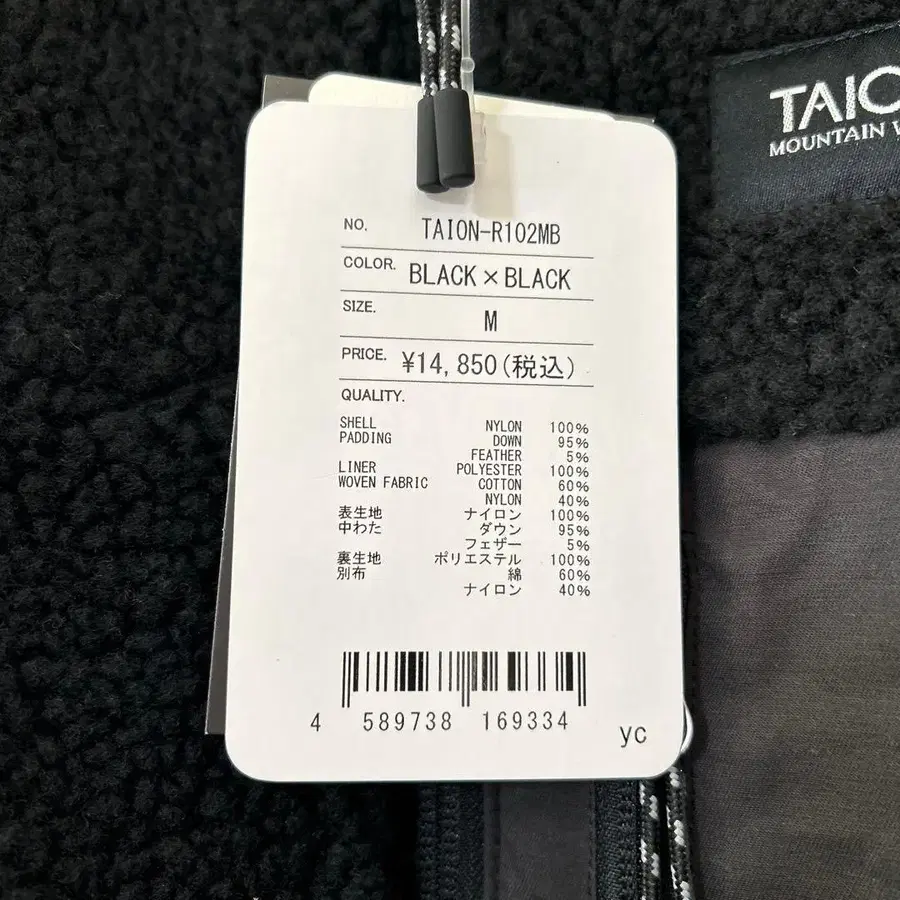 TAIO
MOUNTAIN
NO. TAION-R102MB
COLOR. BLACK×BLACK
SIZE. M
PRICE. ¥14,850(税込)
QUALITY.
SHELL NYLON 100%
PADDING DOWN 95%
FEATHER 5%
LINER POLYESTER 100%
WOVEN FABRIC COTTON 60%
NYLON 40%
表生地 ナイロン 100%
中わた ダウン 95%
フェザー 5%
裏生地 ポリエステル 100%
別布 綿 60%
ナイロン 40%
4 589738 169334
yc